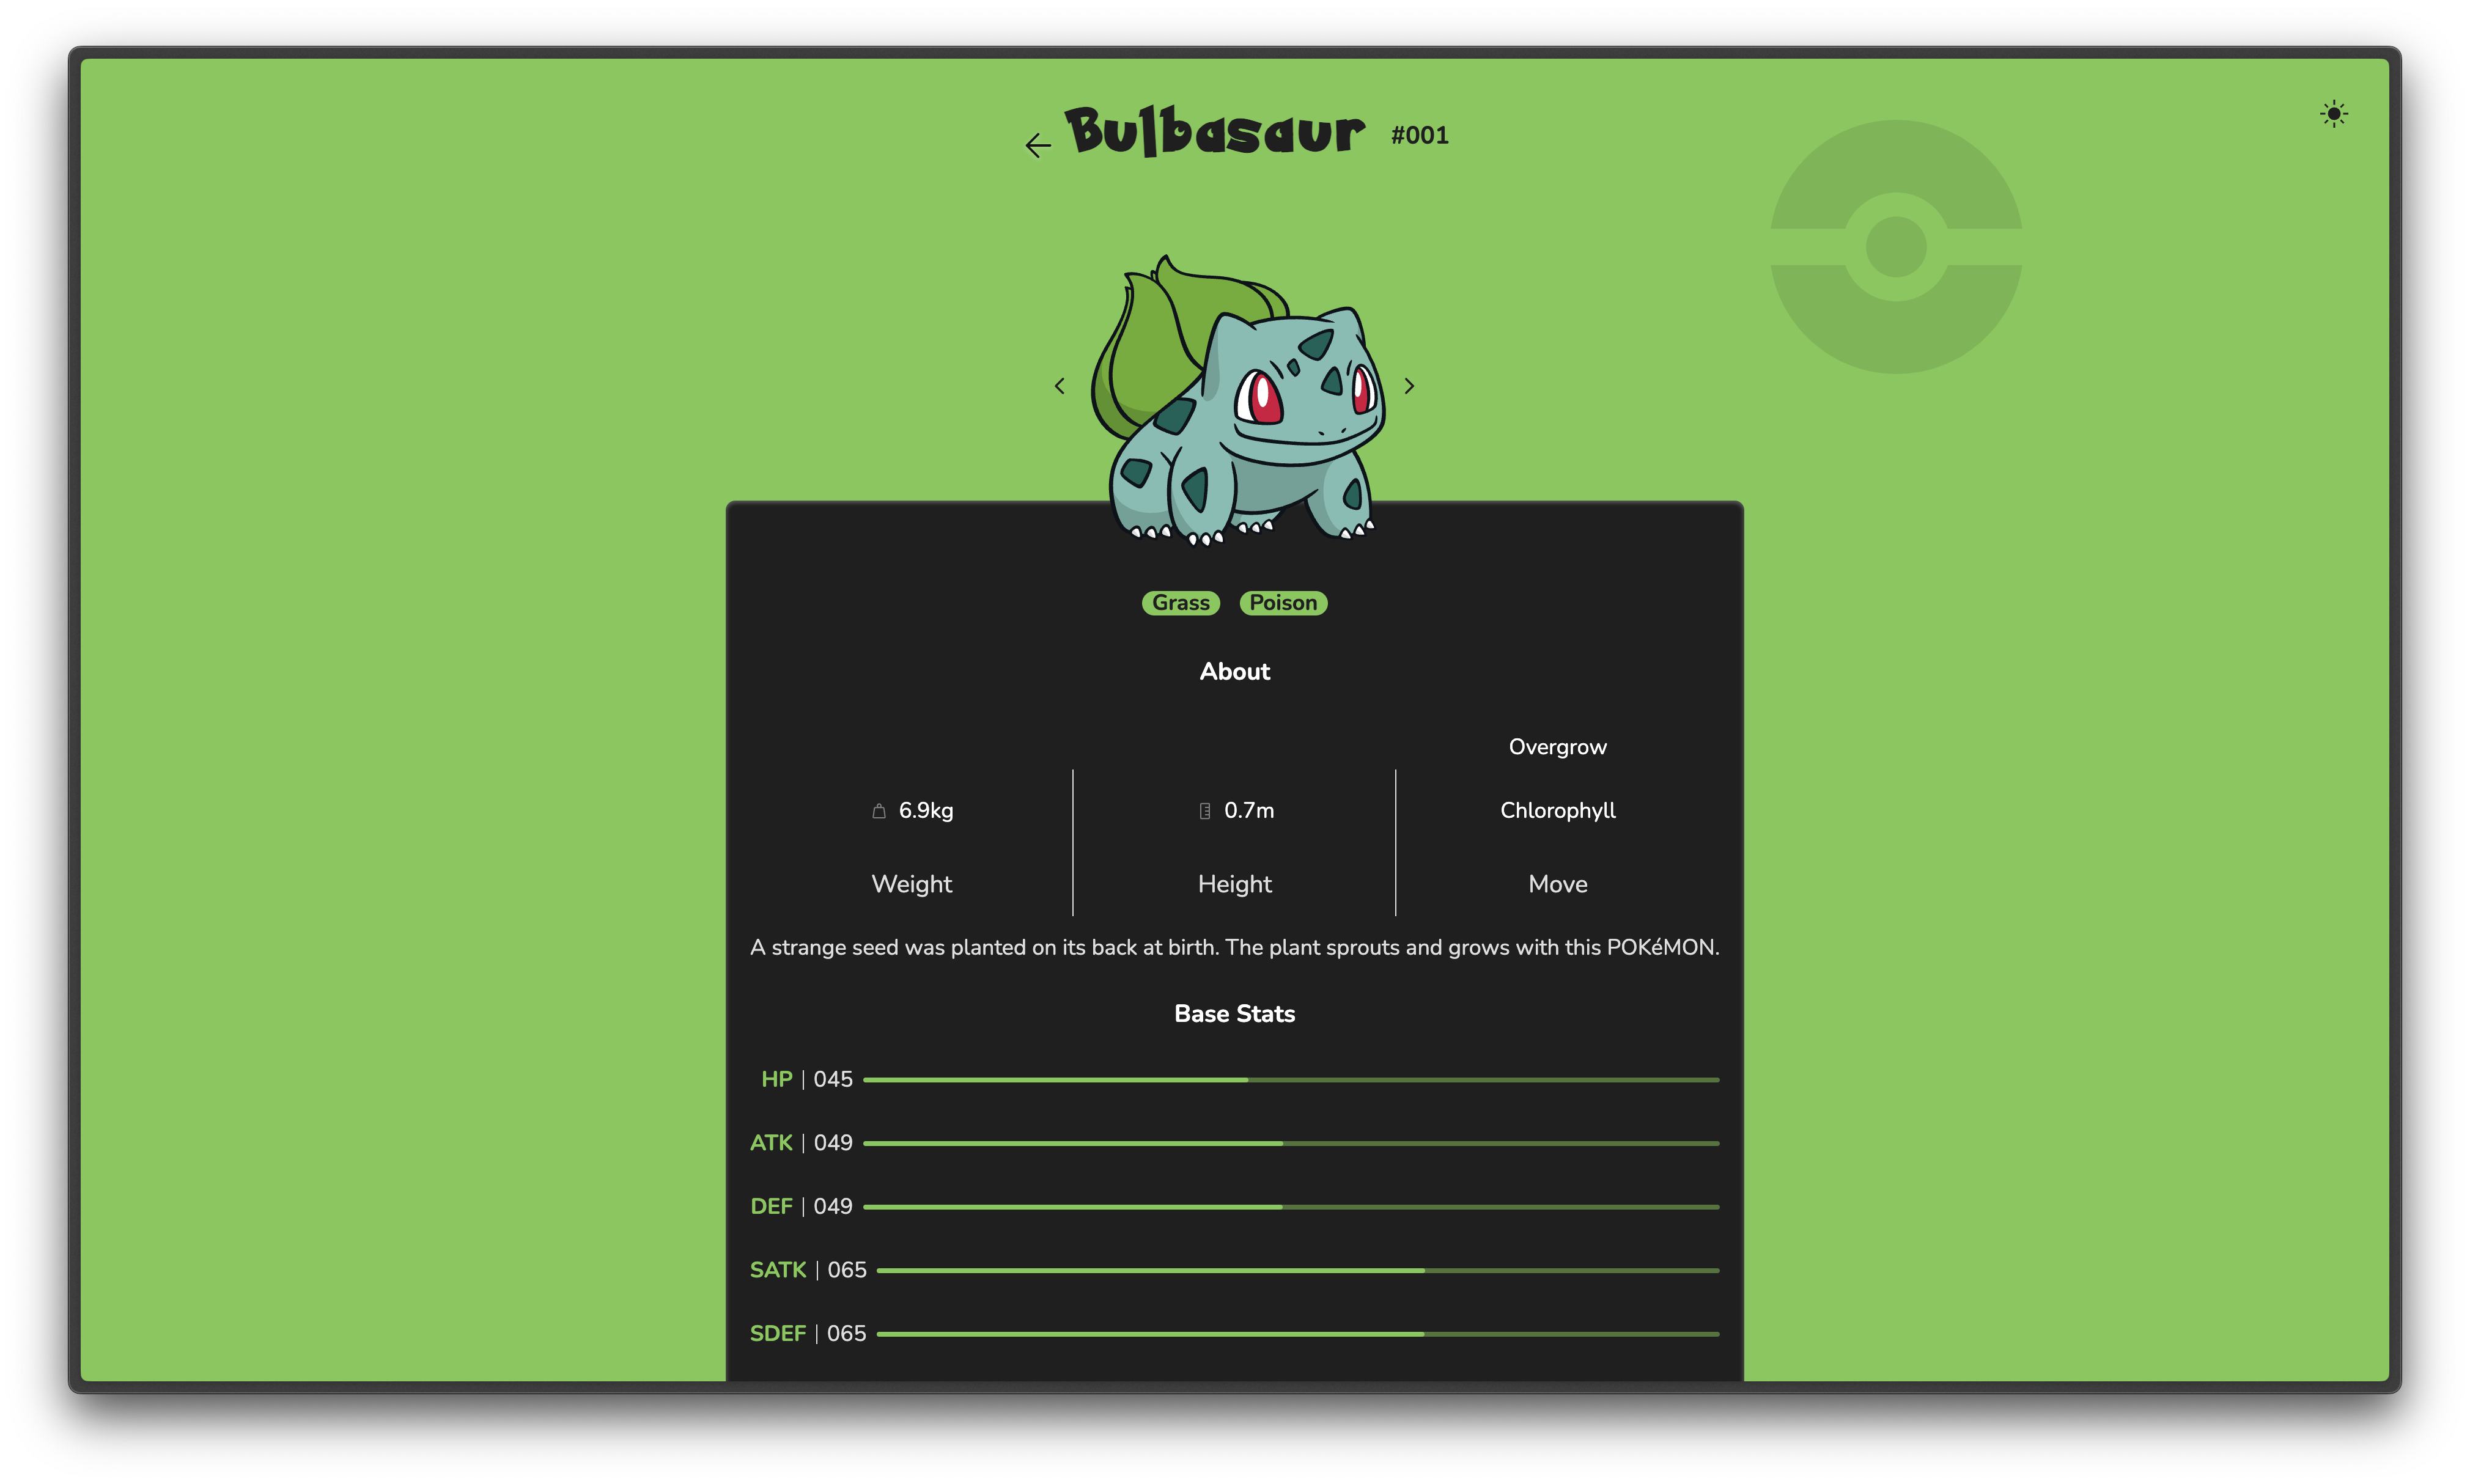 Bulbasaur #001
Grass Poison
About
Overgrow
6.9kg 0.7m Chlorophyll
Weight Height Move
A strange seed was planted on its back at birth. The plant sprouts and grows with this POKéMON.
Base Stats
HP 045
ATK 049
DEF 049
SATK 065
SDEF 065